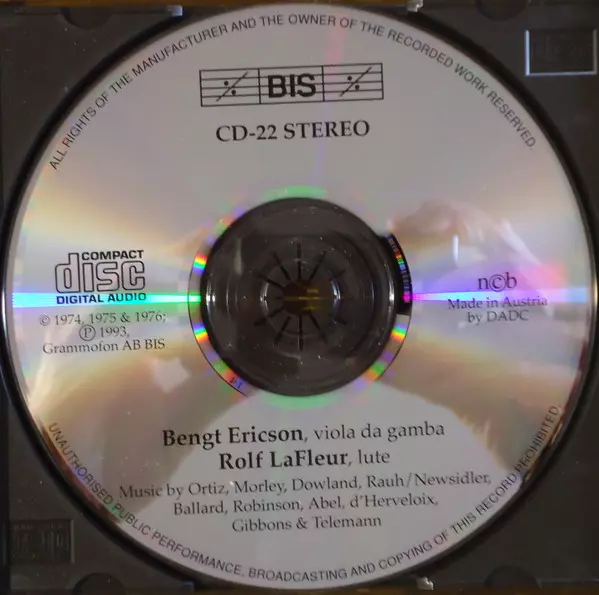 ALL RIGHTS OF THE MANUFACTURER AND THE OWNER OF THE RECORDED WORK RESERVED.
BIS
CD-22 STEREO
COMPACT
disc
DIGITAL AUDIO
© 1974, 1975 & 1976;
℗ 1993,
Grammofon AB BIS
n©b
Made in Austria
by DADC
Bengt Ericson, viola da gamba
Rolf LaFleur, lute
Music by Ortiz, Morley, Dowland, Rauh/Newsidler,
Ballard, Robinson, Abel, d'Herveloix,
Gibbons & Telemann
UNAUTHORISED PUBLIC PERFORMANCE, BROADCASTING AND COPYING OF THIS RECORD PROHIBITED.